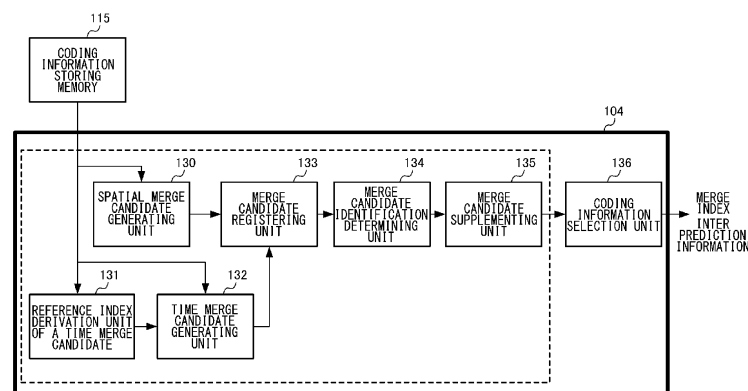 115
CODING
INFORMATION
STORING
MEMORY
104
130
SPATIAL MERGE
CANDIDATE
GENERATING
UNIT
133
MERGE
CANDIDATE
REGISTERING
UNIT
134
MERGE
CANDIDATE
IDENTIFICATION
DETERMINING
UNIT
135
MERGE
CANDIDATE
SUPPLEMENTING
UNIT
136
CODING
INFORMATION
SELECTION UNIT
MERGE
INDEX
INTER
PREDICTION
INFORMATION
131
REFERENCE INDEX
DERIVATION UNIT
OF A TIME MERGE
CANDIDATE
132
TIME MERGE
CANDIDATE
GENERATING
UNIT